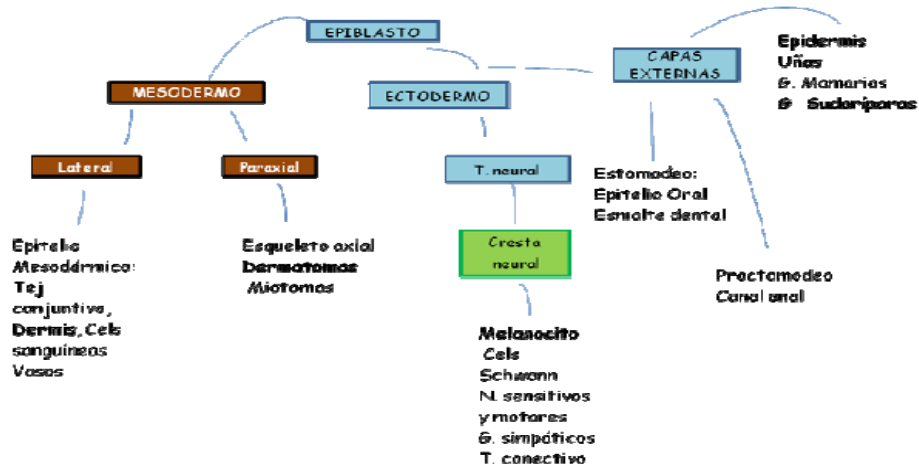 EPIBLASTO
MESODERMO
ECTODERMO
CAPAS
EXTERNAS
Epidermis
Uñas
G. Mamarias
G Sudoríparas
Lateral
Paraxial
T. neural
Estomodeo:
Epitelio Oral
Esmalte dental
Epitelio
Mesodérmico:
Tej
conjuntivo,
Dermis, Cels
sanguíneas
Vasos
Esqueleto axial
Dermatomas
Miotomas
Cresta
neural
Proctomodeo
Canal anal
Melanocito
Cels
Schwann
N. sensitivos
y motores
G. simpáticos
T. conectivo